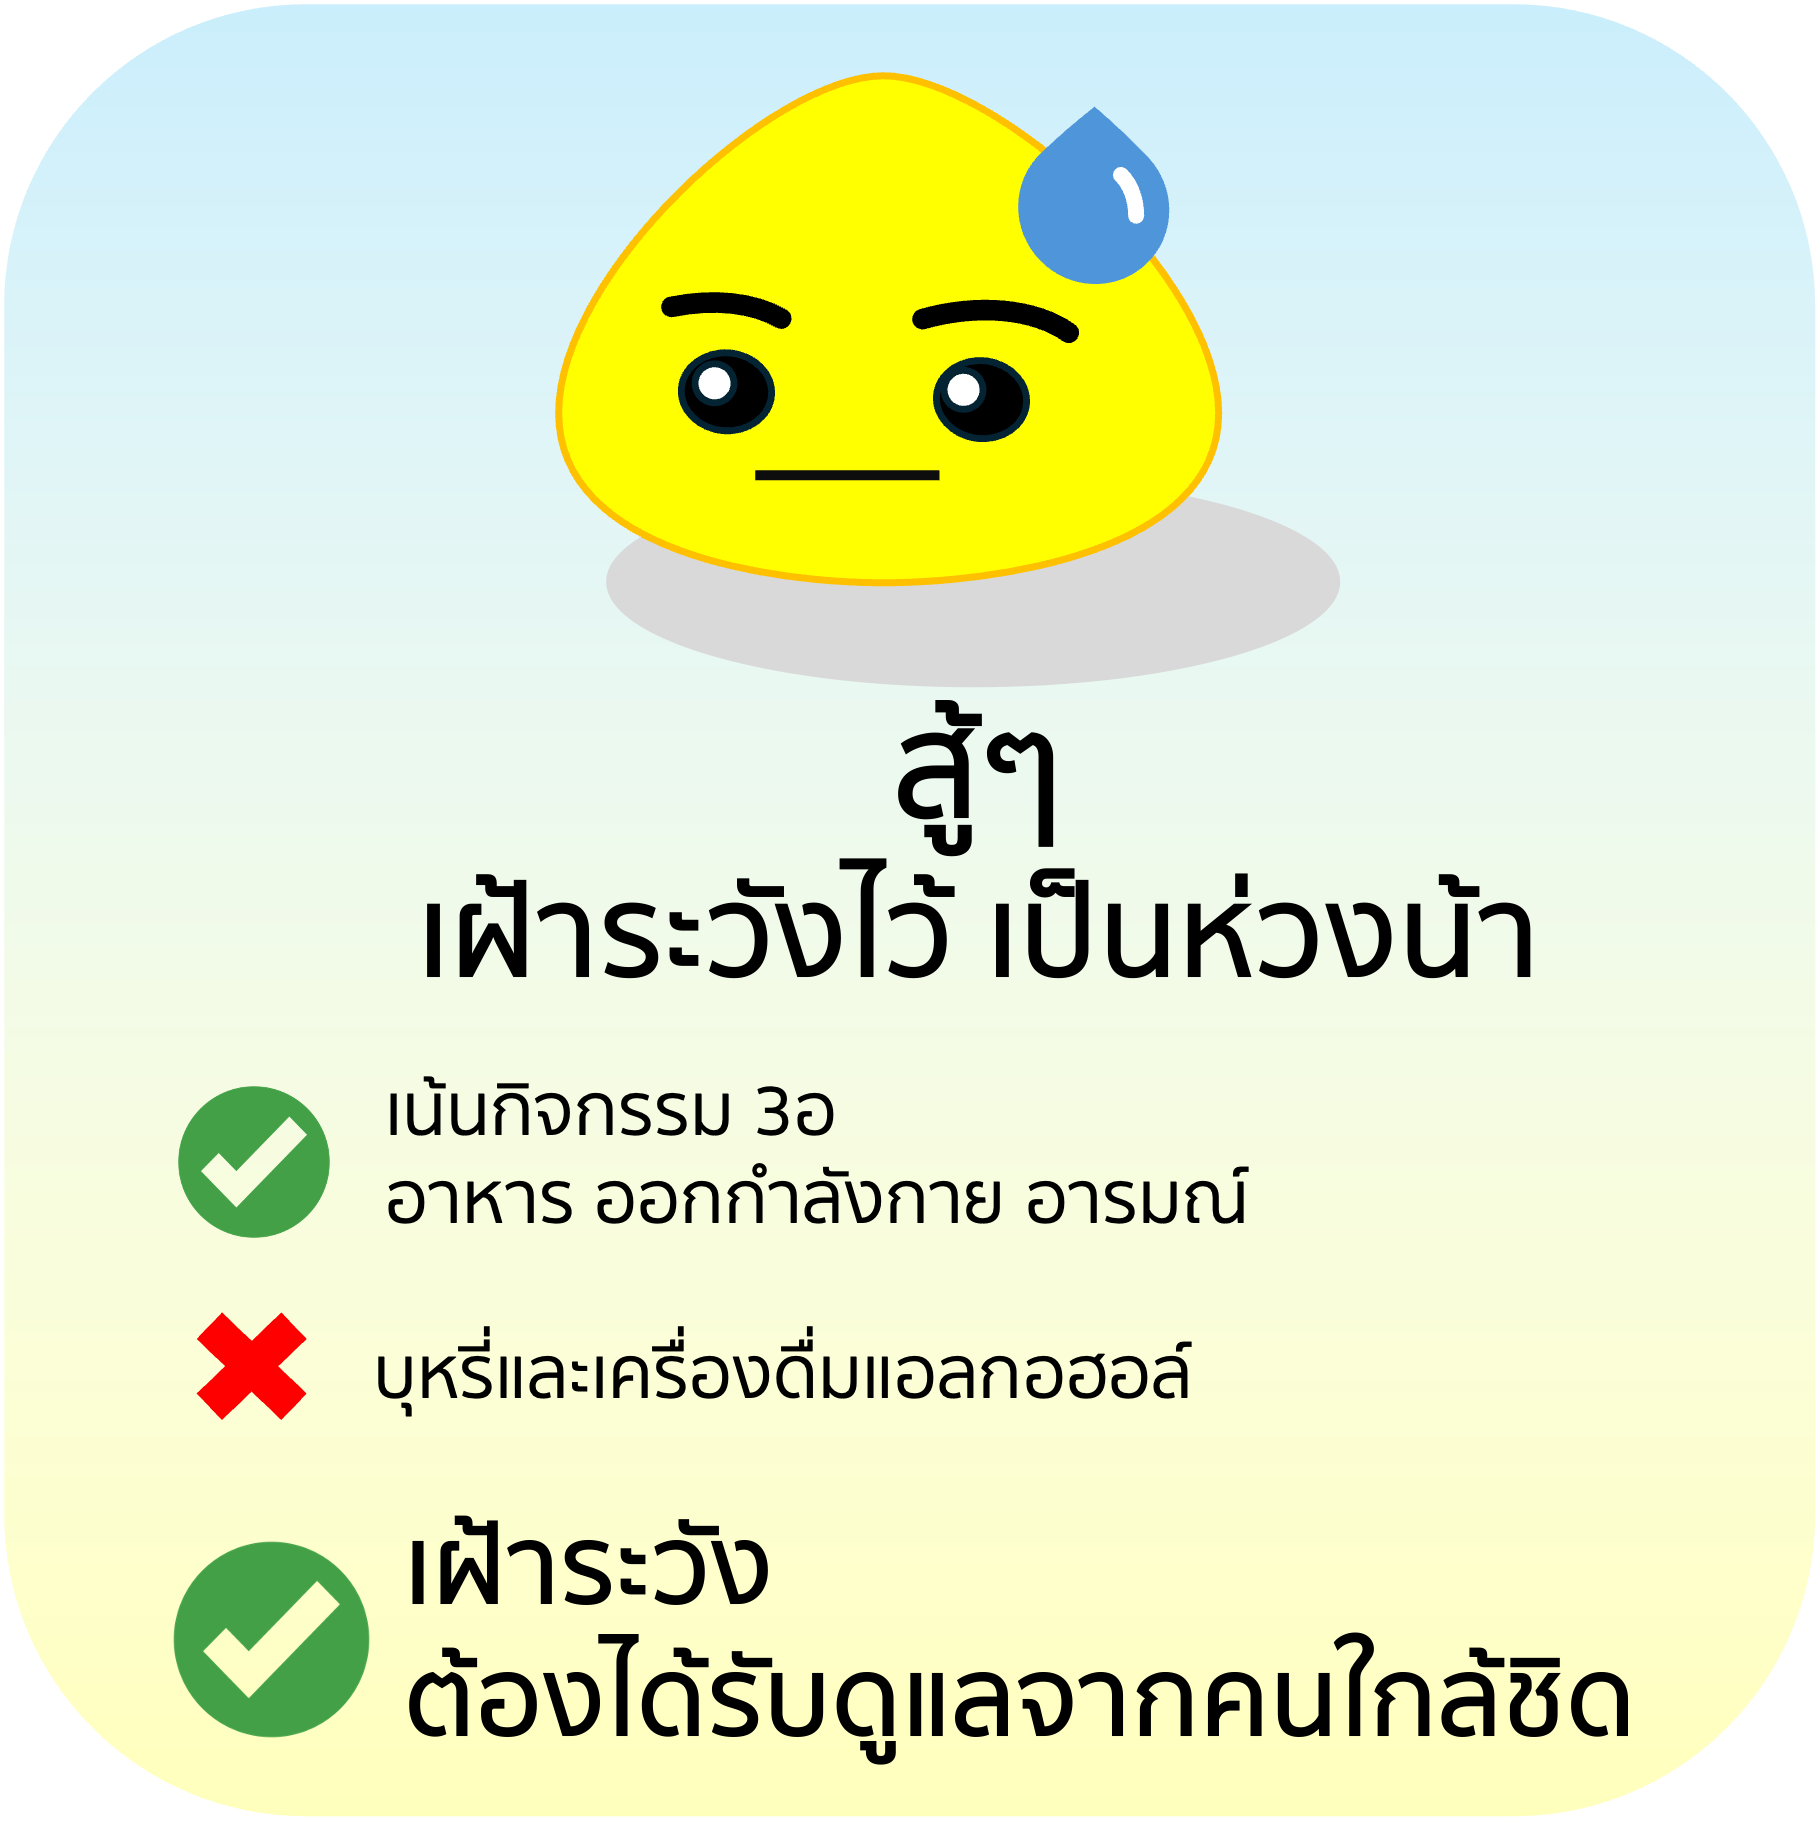 สู้ๆ
เฝ้าระวังไว้ เป็นห่วงน้า
เน้นกิจกรรม 3อ
อาหาร ออกกำลังกาย อารมณ์
บุหรี่และเครื่องดื่มแอลกอฮอล์
เฝ้าระวัง
ต้องได้รับดูแลจากคนใกล้ชิด